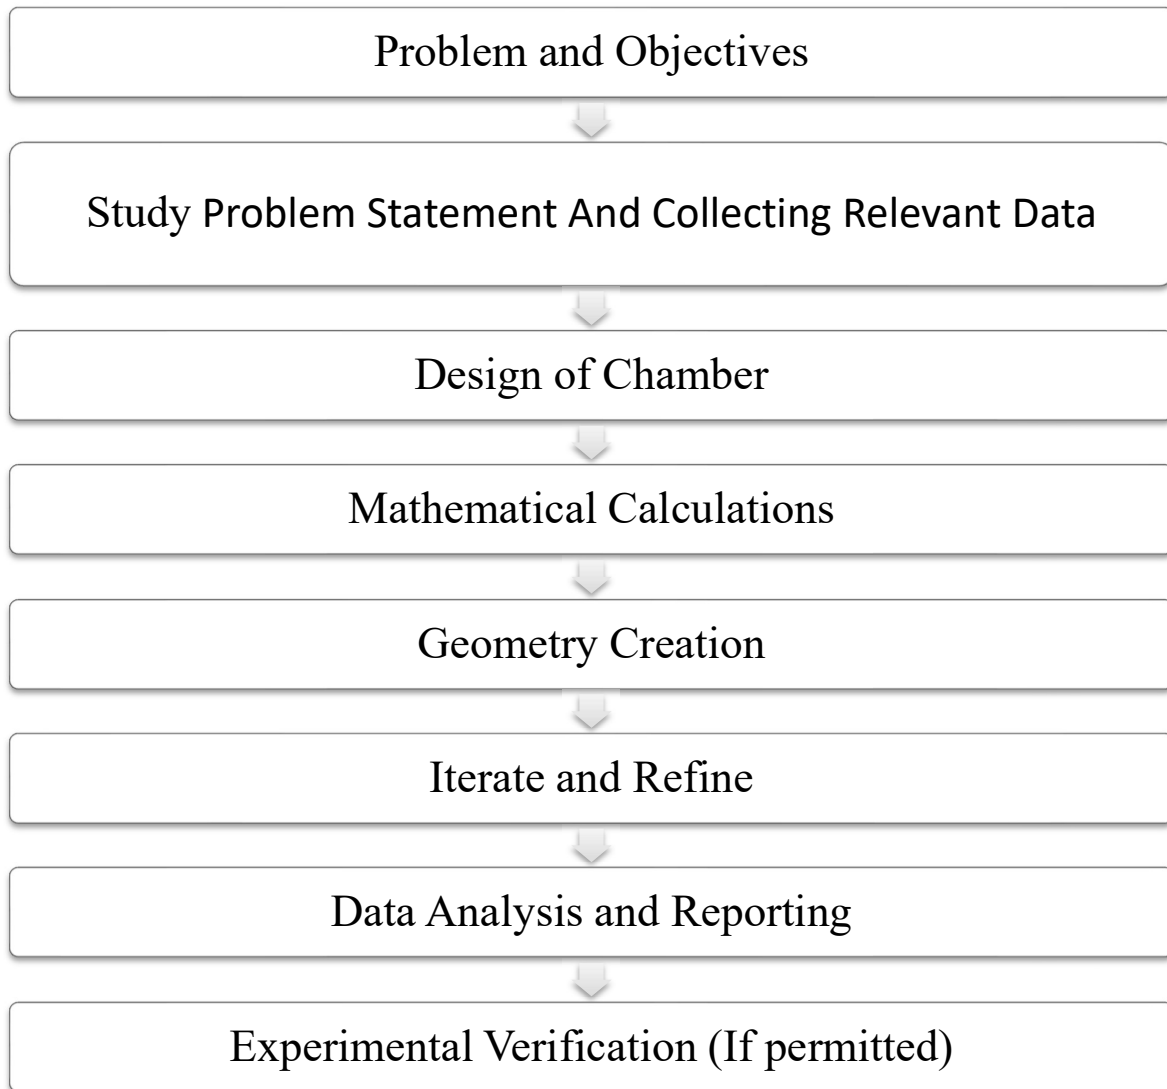 Problem and Objectives
Study Problem Statement And Collecting Relevant Data
Design of Chamber
Mathematical Calculations
Geometry Creation
Iterate and Refine
Data Analysis and Reporting
Experimental Verification (If permitted)